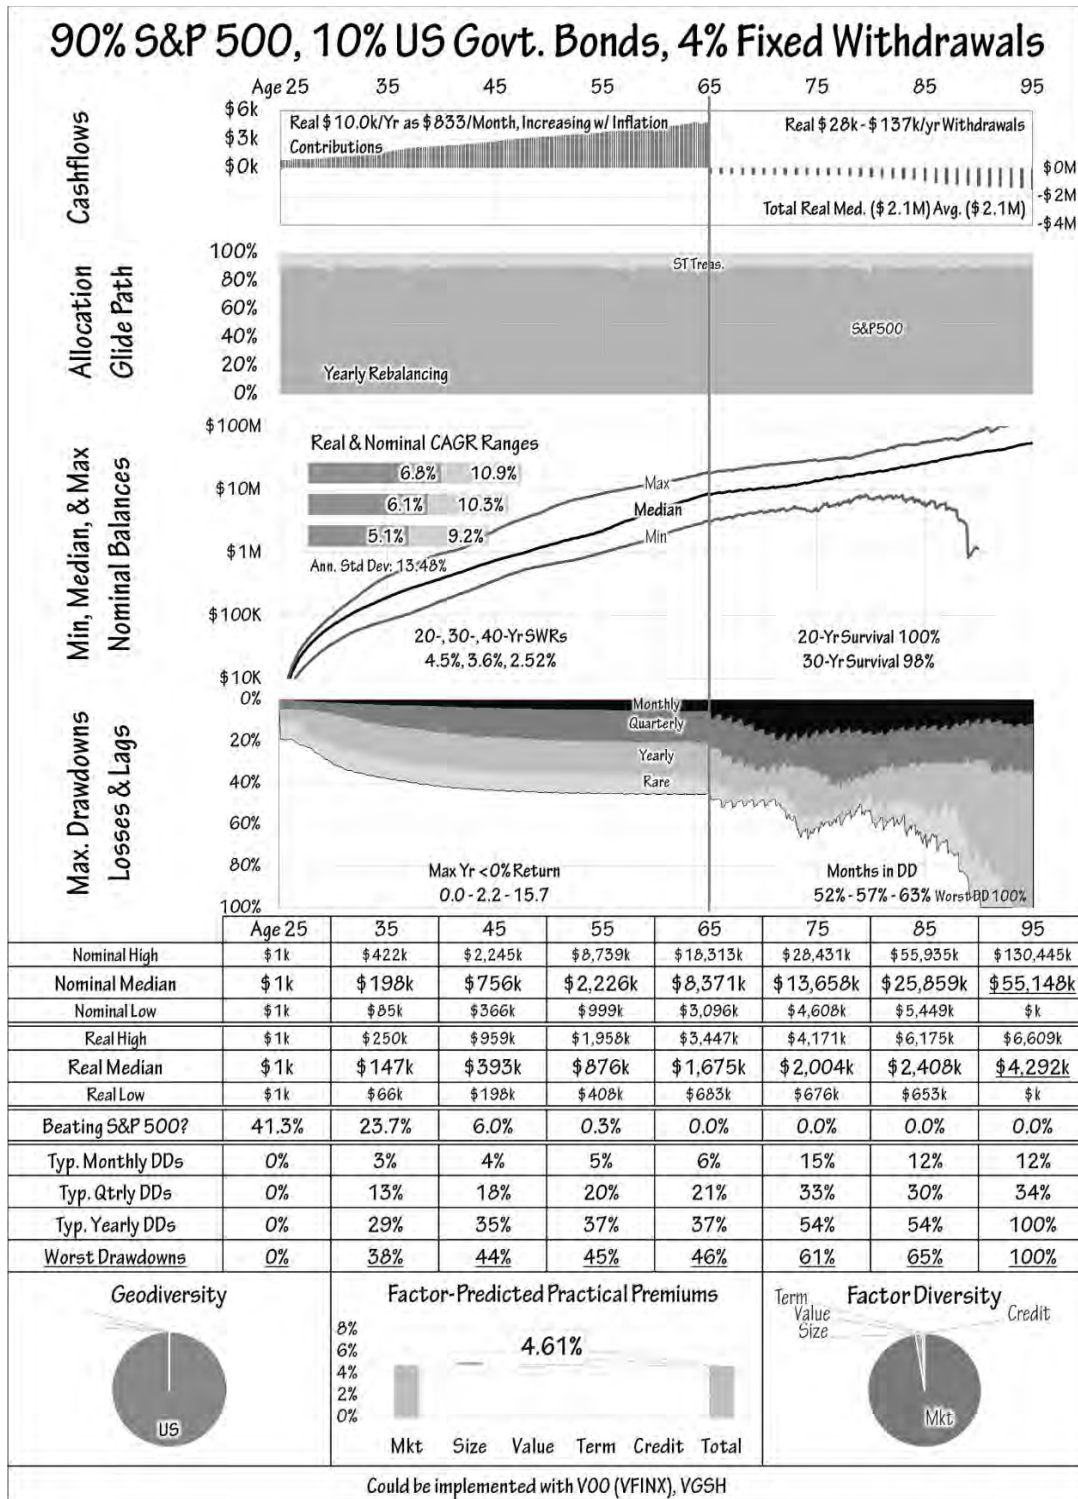 90% S&P 500, 10% US Govt. Bonds, 4% Fixed Withdrawals
Age 25 35 45 55 65 75 85 95
Cashflows
$6k
$3k
$0k
Real $10.0k/Yr as $833/Month, Increasing w/ Inflation
Contributions
Real $28k - $137k/yr Withdrawals
Total Real Med. ($2.1M) Avg. ($2.1M)
$0M
-$2M
-$4M
Allocation
Glide Path
100%
80%
60%
40%
20%
0%
ST Treas.
S&P500
Yearly Rebalancing
Min, Median, & Max
Nominal Balances
$100M
$10M
$1M
$100K
$10K
Real & Nominal CAGR Ranges
6.8% 10.9%
6.1% 10.3%
5.1% 9.2%
Ann. Std Dev: 13.48%
Max
Median
Min
20-, 30-, 40-Yr SWRs
4.5%, 3.6%, 2.52%
20-Yr Survival 100%
30-Yr Survival 98%
Max. Drawdowns
Losses & Lags
0%
20%
40%
60%
80%
100%
Monthly
Quarterly
Yearly
Rare
Max Yr <0% Return
0.0 - 2.2 - 15.7
Months in DD
52% - 57% - 63% Worst DD 100%
Age 25 35 45 55 65 75 85 95
Nominal High $1k $422k $2,245k $8,739k $18,313k $28,431k $55,935k $130,445k
Nominal Median $1k $198k $756k $2,226k $8,371k $13,658k $25,859k $55,148k
Nominal Low $1k $85k $366k $999k $3,096k $4,608k $5,449k $k
Real High $1k $250k $959k $1,958k $3,447k $4,171k $6,175k $6,609k
Real Median $1k $147k $393k $876k $1,675k $2,004k $2,408k $4,292k
Real Low $1k $66k $198k $408k $683k $676k $653k $k
Beating S&P 500? 41.3% 23.7% 6.0% 0.3% 0.0% 0.0% 0.0% 0.0%
Typ. Monthly DDs 0% 3% 4% 5% 6% 15% 12% 12%
Typ. Qtrly DDs 0% 13% 18% 20% 21% 33% 30% 34%
Typ. Yearly DDs 0% 29% 35% 37% 37% 54% 54% 100%
Worst Drawdowns 0% 38% 44% 45% 46% 61% 65% 100%
Geodiversity
US
Factor-Predicted Practical Premiums
8%
6%
4%
2%
0%
4.61%
Mkt Size Value Term Credit Total
Factor Diversity
Term
Value
Size
Credit
Mkt
Could be implemented with VOO (VFINX), VGSH